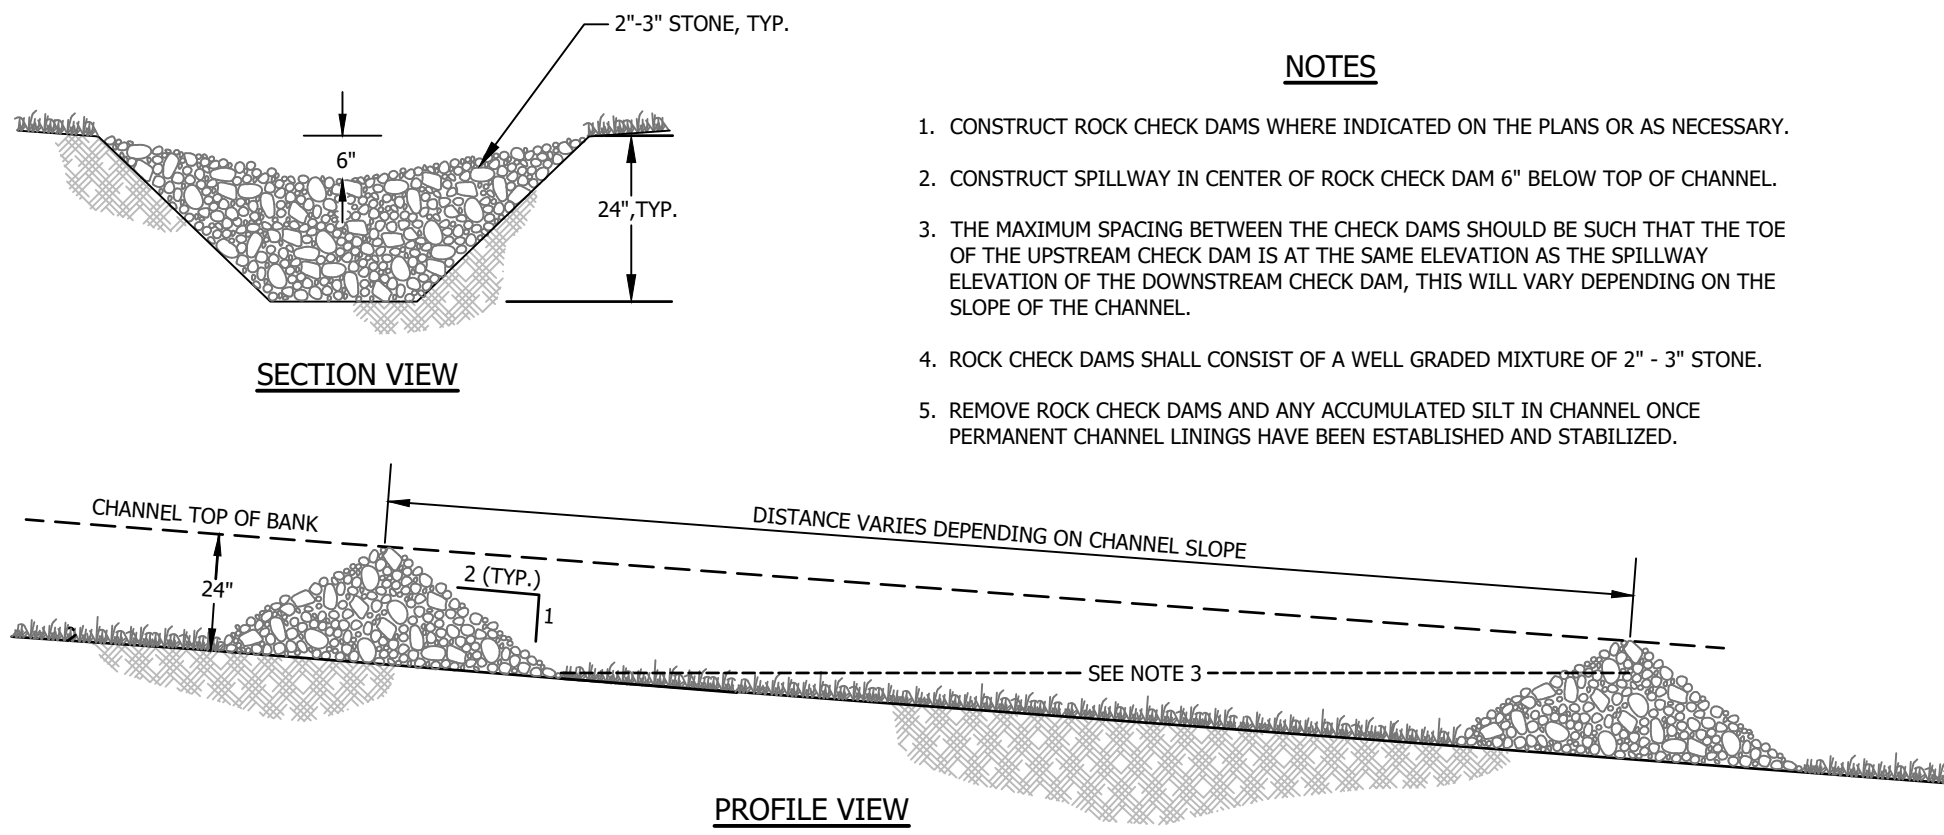 2"-3" STONE, TYP.
6"
24",TYP.
SECTION VIEW
NOTES
1. CONSTRUCT ROCK CHECK DAMS WHERE INDICATED ON THE PLANS OR AS NECESSARY.
2. CONSTRUCT SPILLWAY IN CENTER OF ROCK CHECK DAM 6" BELOW TOP OF CHANNEL.
3. THE MAXIMUM SPACING BETWEEN THE CHECK DAMS SHOULD BE SUCH THAT THE TOE
OF THE UPSTREAM CHECK DAM IS AT THE SAME ELEVATION AS THE SPILLWAY
ELEVATION OF THE DOWNSTREAM CHECK DAM, THIS WILL VARY DEPENDING ON THE
SLOPE OF THE CHANNEL.
4. ROCK CHECK DAMS SHALL CONSIST OF A WELL GRADED MIXTURE OF 2" - 3" STONE.
5. REMOVE ROCK CHECK DAMS AND ANY ACCUMULATED SILT IN CHANNEL ONCE
PERMANENT CHANNEL LININGS HAVE BEEN ESTABLISHED AND STABILIZED.
CHANNEL TOP OF BANK
24"
2 (TYP.)
1
DISTANCE VARIES DEPENDING ON CHANNEL SLOPE
SEE NOTE 3
PROFILE VIEW